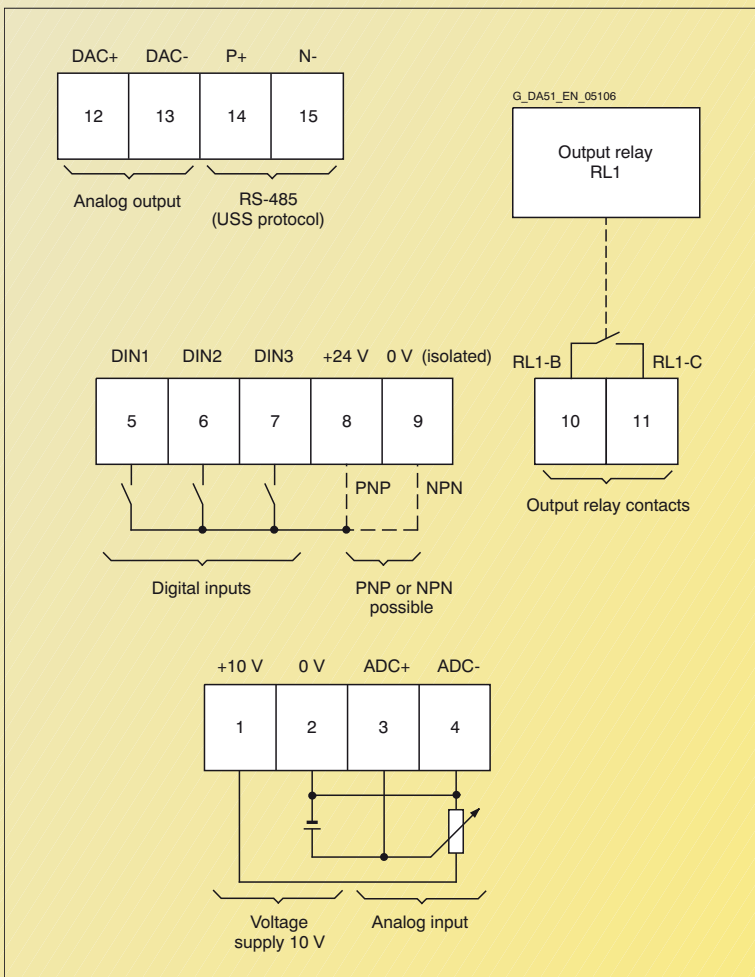 DAC+ DAC- P+ N-
12 13 14 15
Analog output
RS-485
(USS protocol)
G_DA51_EN_05106
Output relay
RL1
RL1-B RL1-C
10 11
Output relay contacts
DIN1 DIN2 DIN3 +24 V 0 V (isolated)
5 6 7 8 9
PNP NPN
Digital inputs
PNP or NPN
possible
+10 V 0 V ADC+ ADC-
1 2 3 4
Voltage
supply 10 V
Analog input